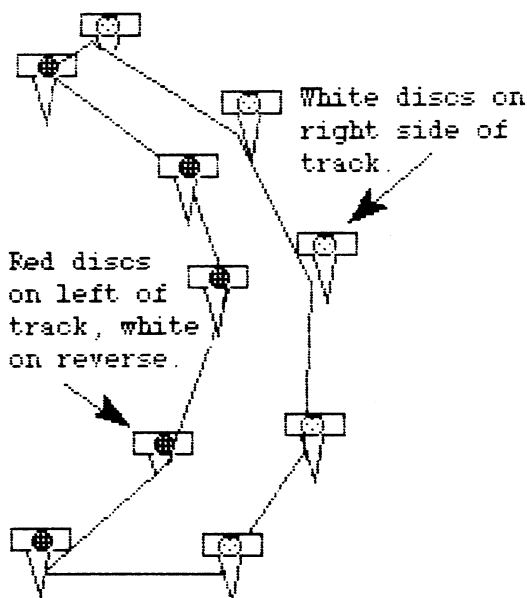 White discs on
right side of
track.
Red discs
on left of
track, white
on reverse.